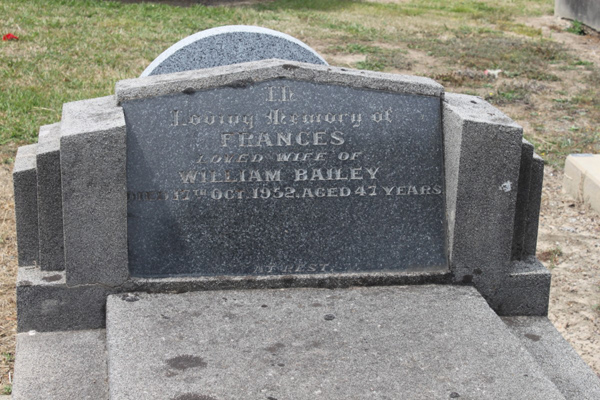 In
Loving Memory of
FRANCES
LOVED WIFE OF
WILLIAM BAILEY
DIED 17TH OCT. 1952. AGED 47 YEARS
AT REST